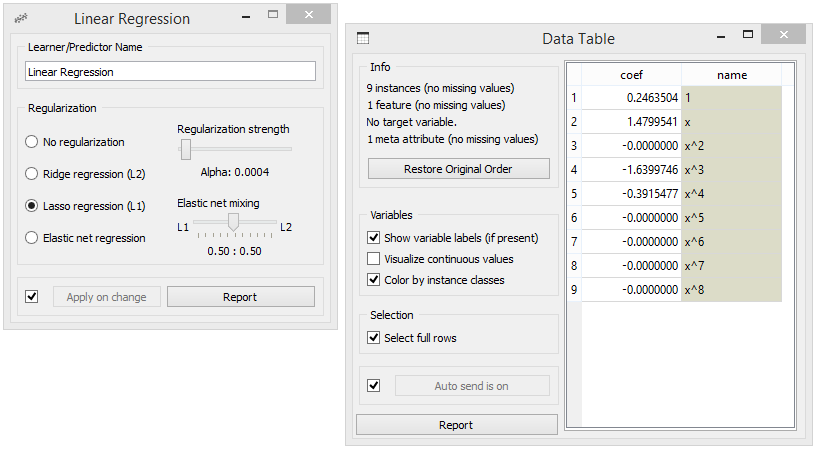 Linear Regression
Learner/Predictor Name
Linear Regression
Regularization
No regularization
Ridge regression (L2)
Lasso regression (L1)
Elastic net regression
Regularization strength
Alpha: 0.0004
Elastic net mixing
L1 L2
0.50 : 0.50
Apply on change
Report
Data Table
Info
9 instances (no missing values)
1 feature (no missing values)
No target variable.
1 meta attribute (no missing values)
Restore Original Order
Variables
Show variable labels (if present)
Visualize continuous values
Color by instance classes
Selection
Select full rows
Auto send is on
Report
coef name
1 0.2463504 1
2 1.4799541 x
3 -0.0000000 x^2
4 -1.6399746 x^3
5 -0.3915477 x^4
6 -0.0000000 x^5
7 -0.0000000 x^6
8 -0.0000000 x^7
9 -0.0000000 x^8